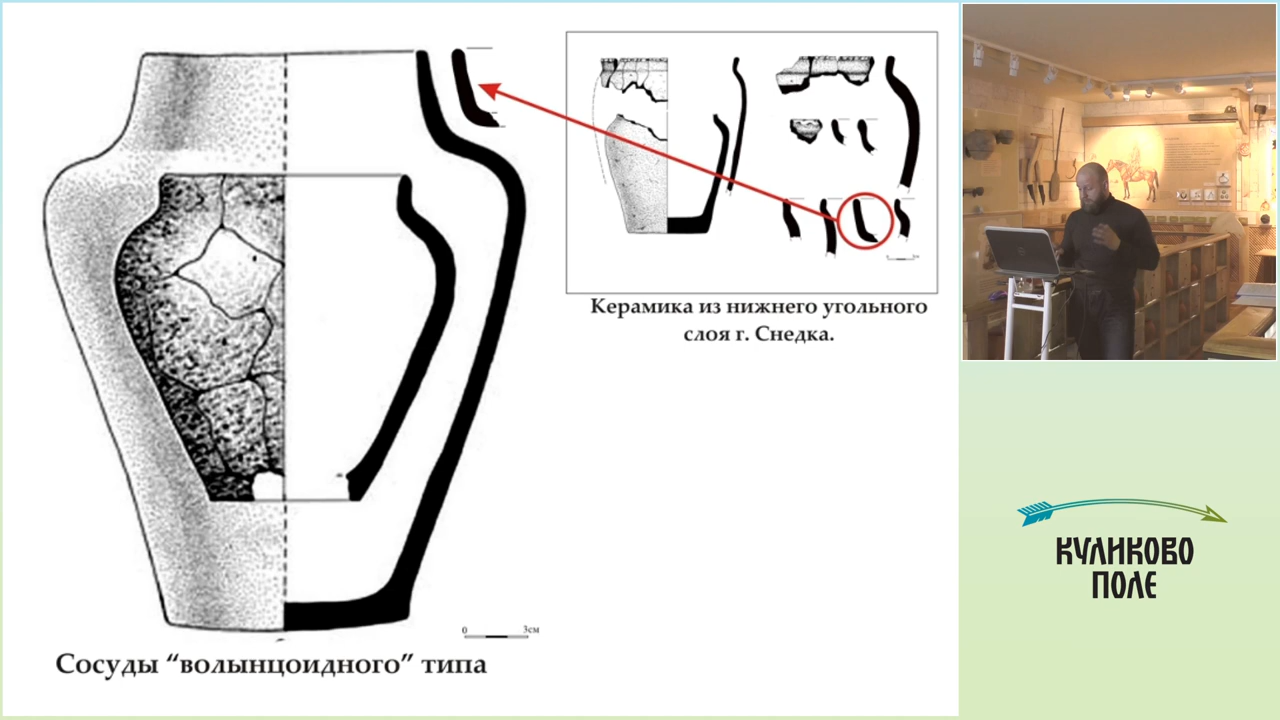 Керамика из нижнего угольного
слоя г. Снедка.
0 3см
Сосуды “волынцоидного” типа
КУЛИКОВО
ПОЛЕ